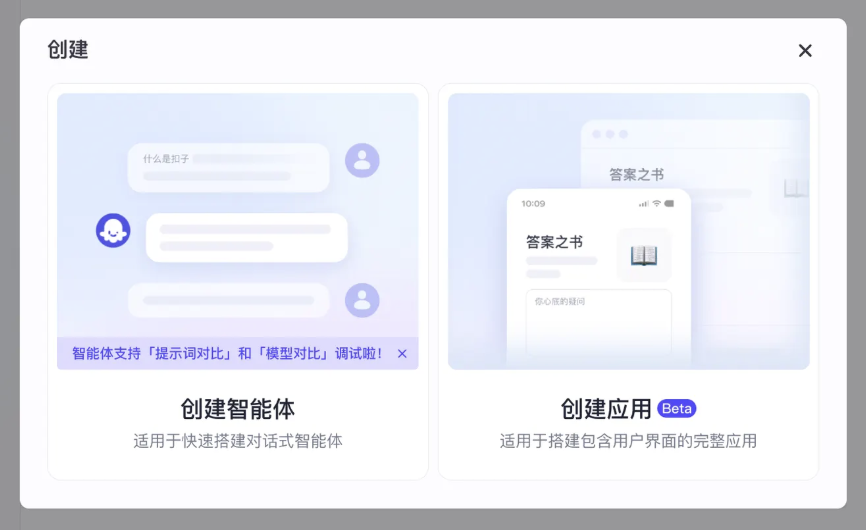 创建
什么是扣子
智能体支持「提示词对比」和「模型对比」调试啦！
创建智能体
适用于快速搭建对话式智能体
答案之书
10:09
答案之书
你心底的疑问
创建应用 Beta
适用于搭建包含用户界面的完整应用